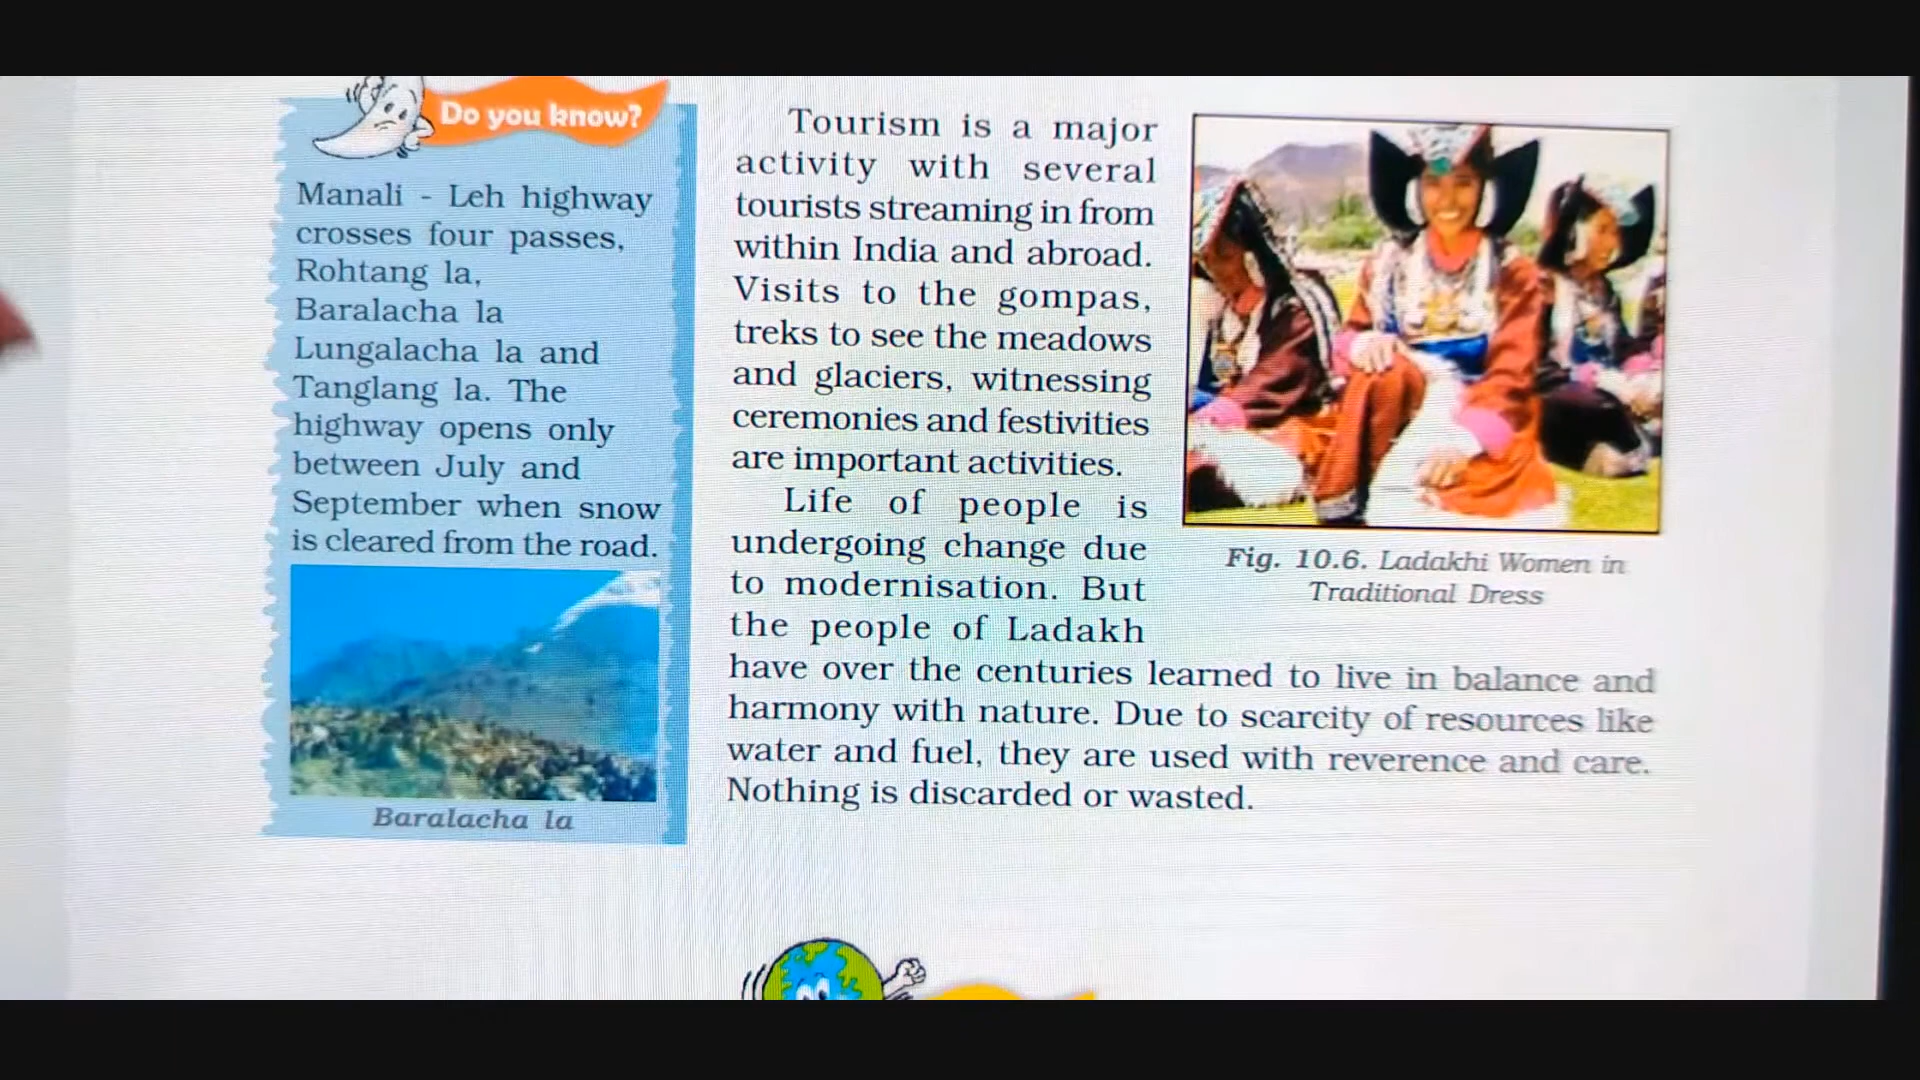 Do you know?
Manali - Leh highway
crosses four passes,
Rohtang la,
Baralacha la
Lungalacha la and
Tanglang la. The
highway opens only
between July and
September when snow
is cleared from the road.
Baralacha la
Tourism is a major
activity with several
tourists streaming in from
within India and abroad.
Visits to the gompas,
treks to see the meadows
and glaciers, witnessing
ceremonies and festivities
are important activities.
Life of people is
undergoing change due
to modernisation. But
the people of Ladakh
have over the centuries learned to live in balance and
harmony with nature. Due to scarcity of resources like
water and fuel, they are used with reverence and care.
Nothing is discarded or wasted.
Fig. 10.6. Ladakhi Women in
Traditional Dress